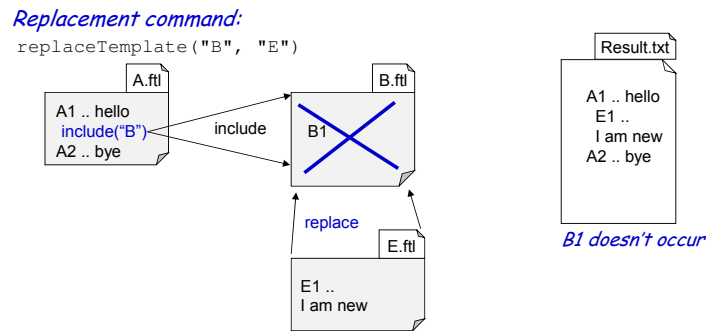 Replacement command:
replaceTemplate("B", "E")
A.ftl
A1 .. hello
include(“B”)
A2 .. bye
include
B.ftl
B1
replace
E.ftl
E1 ..
I am new
Result.txt
A1 .. hello
E1 ..
I am new
A2 .. bye
B1 doesn't occur